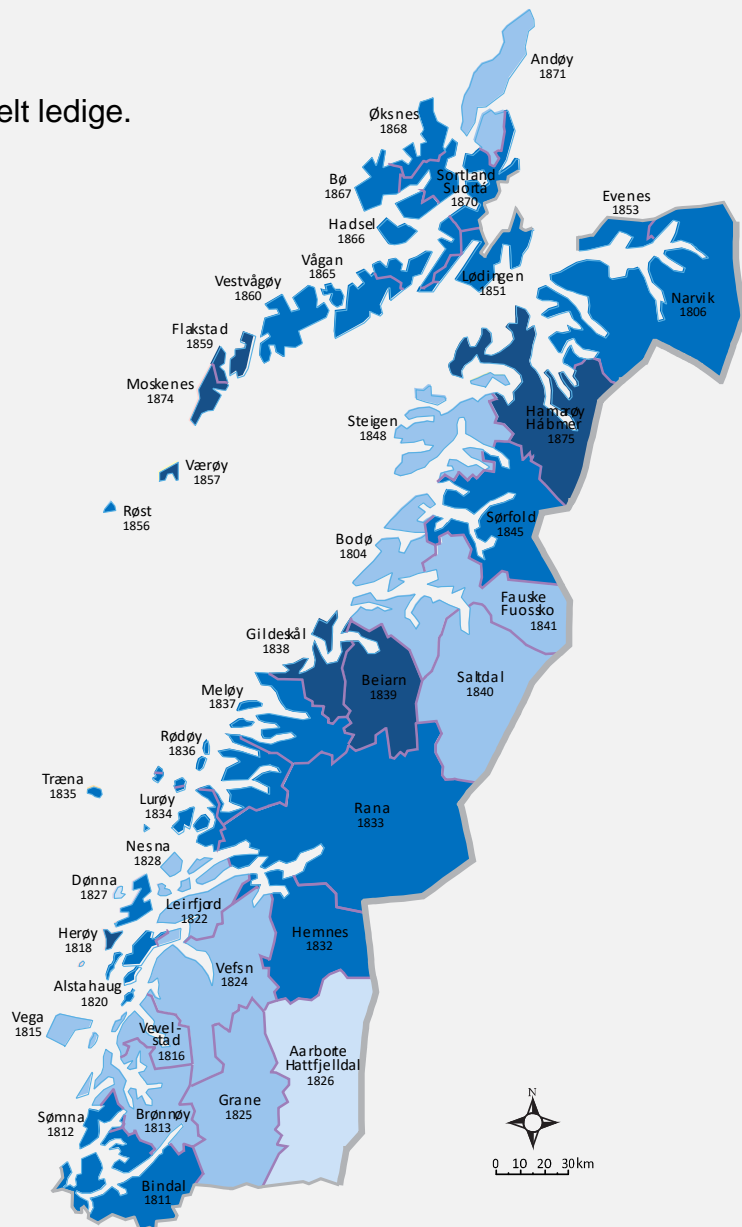 elt ledige.
Andøy
1871
Øksnes
1868
Sortland
Suortá
1870
Bø
1867
Evenes
1853
Hadsel
1866
Vågan
1865
Lødingen
1851
Vestvågøy
1860
Narvik
1806
Flakstad
1859
Moskenes
1874
Steigen
1848
Hamarøy
Hábmer
1875
Værøy
1857
Røst
1856
Sørfold
1845
Bodø
1804
Fauske
Fuossko
1841
Gildeskål
1838
Beiarn
1839
Saltdal
1840
Meløy
1837
Rødøy
1836
Træna
1835
Lurøy
1834
Rana
1833
Nesna
1828
Dønna
1827
Leirfjord
1822
Herøy
1818
Hemnes
1832
Vefsn
1824
Alstahaug
1820
Vega
1815
Vevel-
stad
1816
Aarborte
Hattfjelldal
1826
Grane
1825
Sømna
1812
Brønnøy
1813
N
Bindal
1811
0 10 20 30km